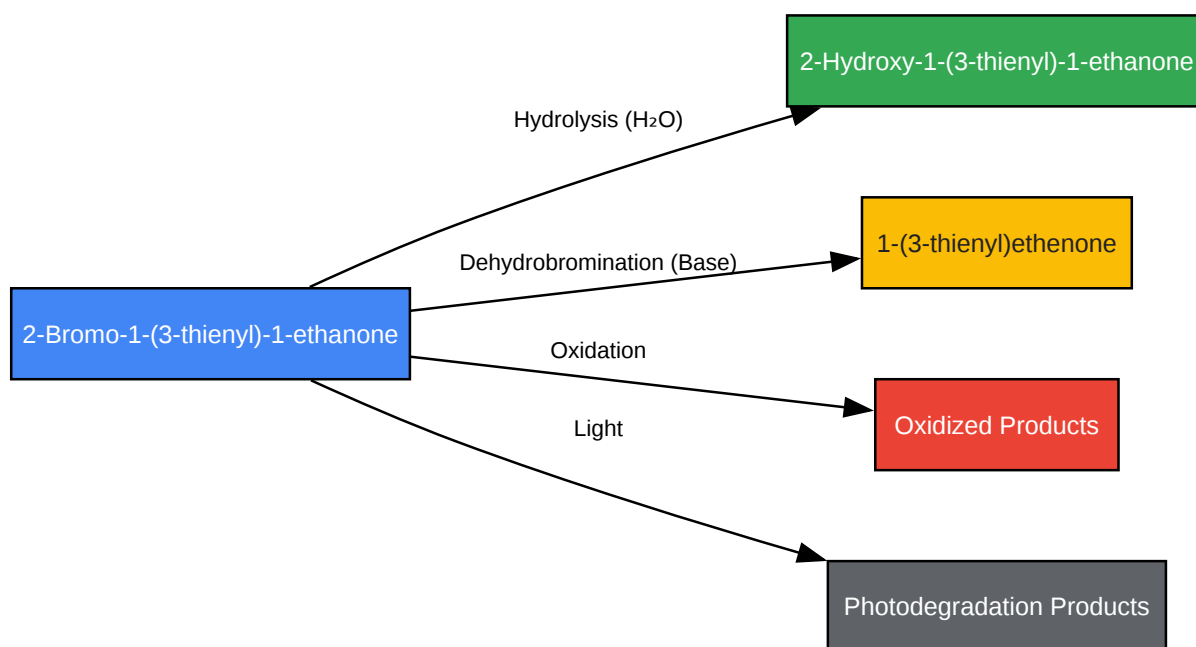 2-Hydroxy-1-(3-thienyl)-1-ethanone
Hydrolysis (H₂O)
1-(3-thienyl)ethenone
Dehydrobromination (Base)
2-Bromo-1-(3-thienyl)-1-ethanone
Oxidation
Oxidized Products
Light
Photodegradation Products